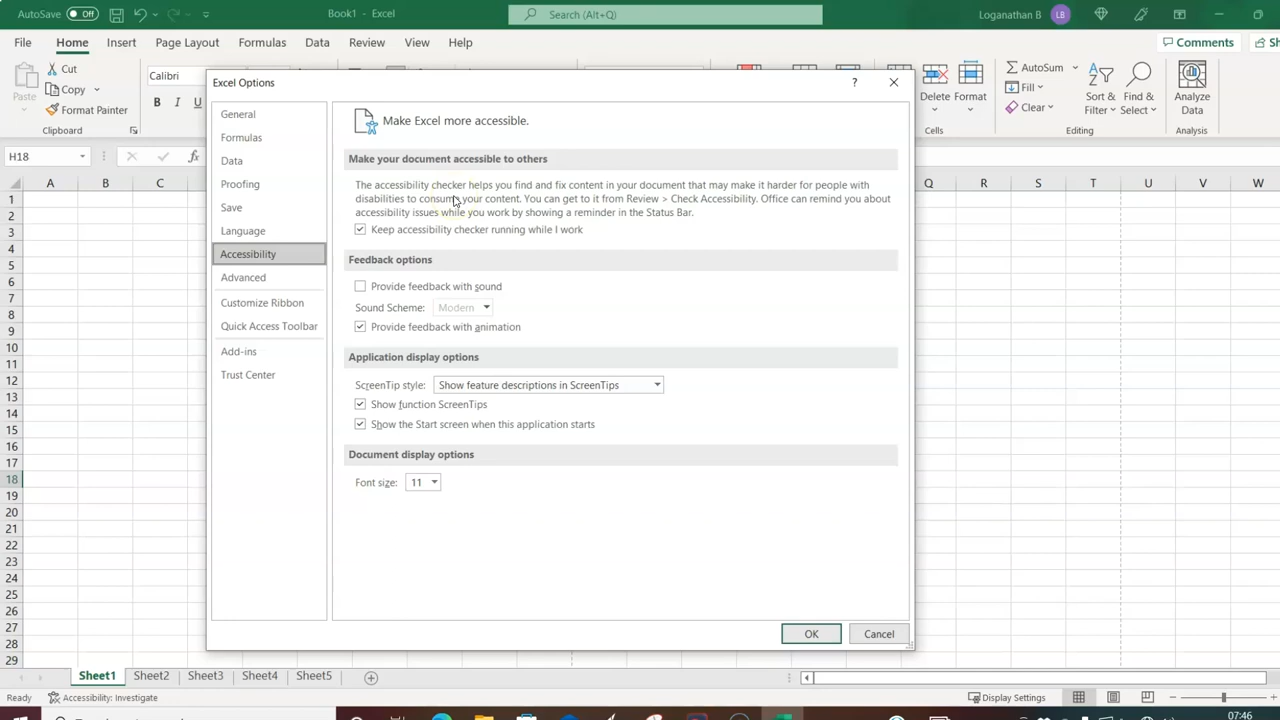 AutoSave Off Book1 - Excel Search (Alt+Q) Loganathan B LB
File Home Insert Page Layout Formulas Data Review View Help Comments Sh
Paste
Cut
Copy
Format Painter
Clipboard
Calibri
B I U
Delete Format
Cells
AutoSum
Fill
Clear
Sort & Filter
Find & Select
Editing
Analyze Data
Analysis
H18 fx
Excel Options ?
General
Formulas
Data
Proofing
Save
Language
Accessibility
Advanced
Customize Ribbon
Quick Access Toolbar
Add-ins
Trust Center
Make Excel more accessible.
Make your document accessible to others
The accessibility checker helps you find and fix content in your document that may make it harder for people with
disabilities to consume your content. You can get to it from Review > Check Accessibility. Office can remind you about
accessibility issues while you work by showing a reminder in the Status Bar.
Keep accessibility checker running while I work
Feedback options
Provide feedback with sound
Sound Scheme: Modern
Provide feedback with animation
Application display options
ScreenTip style: Show feature descriptions in ScreenTips
Show function ScreenTips
Show the Start screen when this application starts
Document display options
Font size: 11
OK Cancel
A B C Q R S T U V W
1
2
3
4
5
6
7
8
9
10
11
12
13
14
15
16
17
18
19
20
21
22
23
24
25
26
27
28
29
Sheet1 Sheet2 Sheet3 Sheet4 Sheet5
Ready Accessibility: Investigate Display Settings
07:46